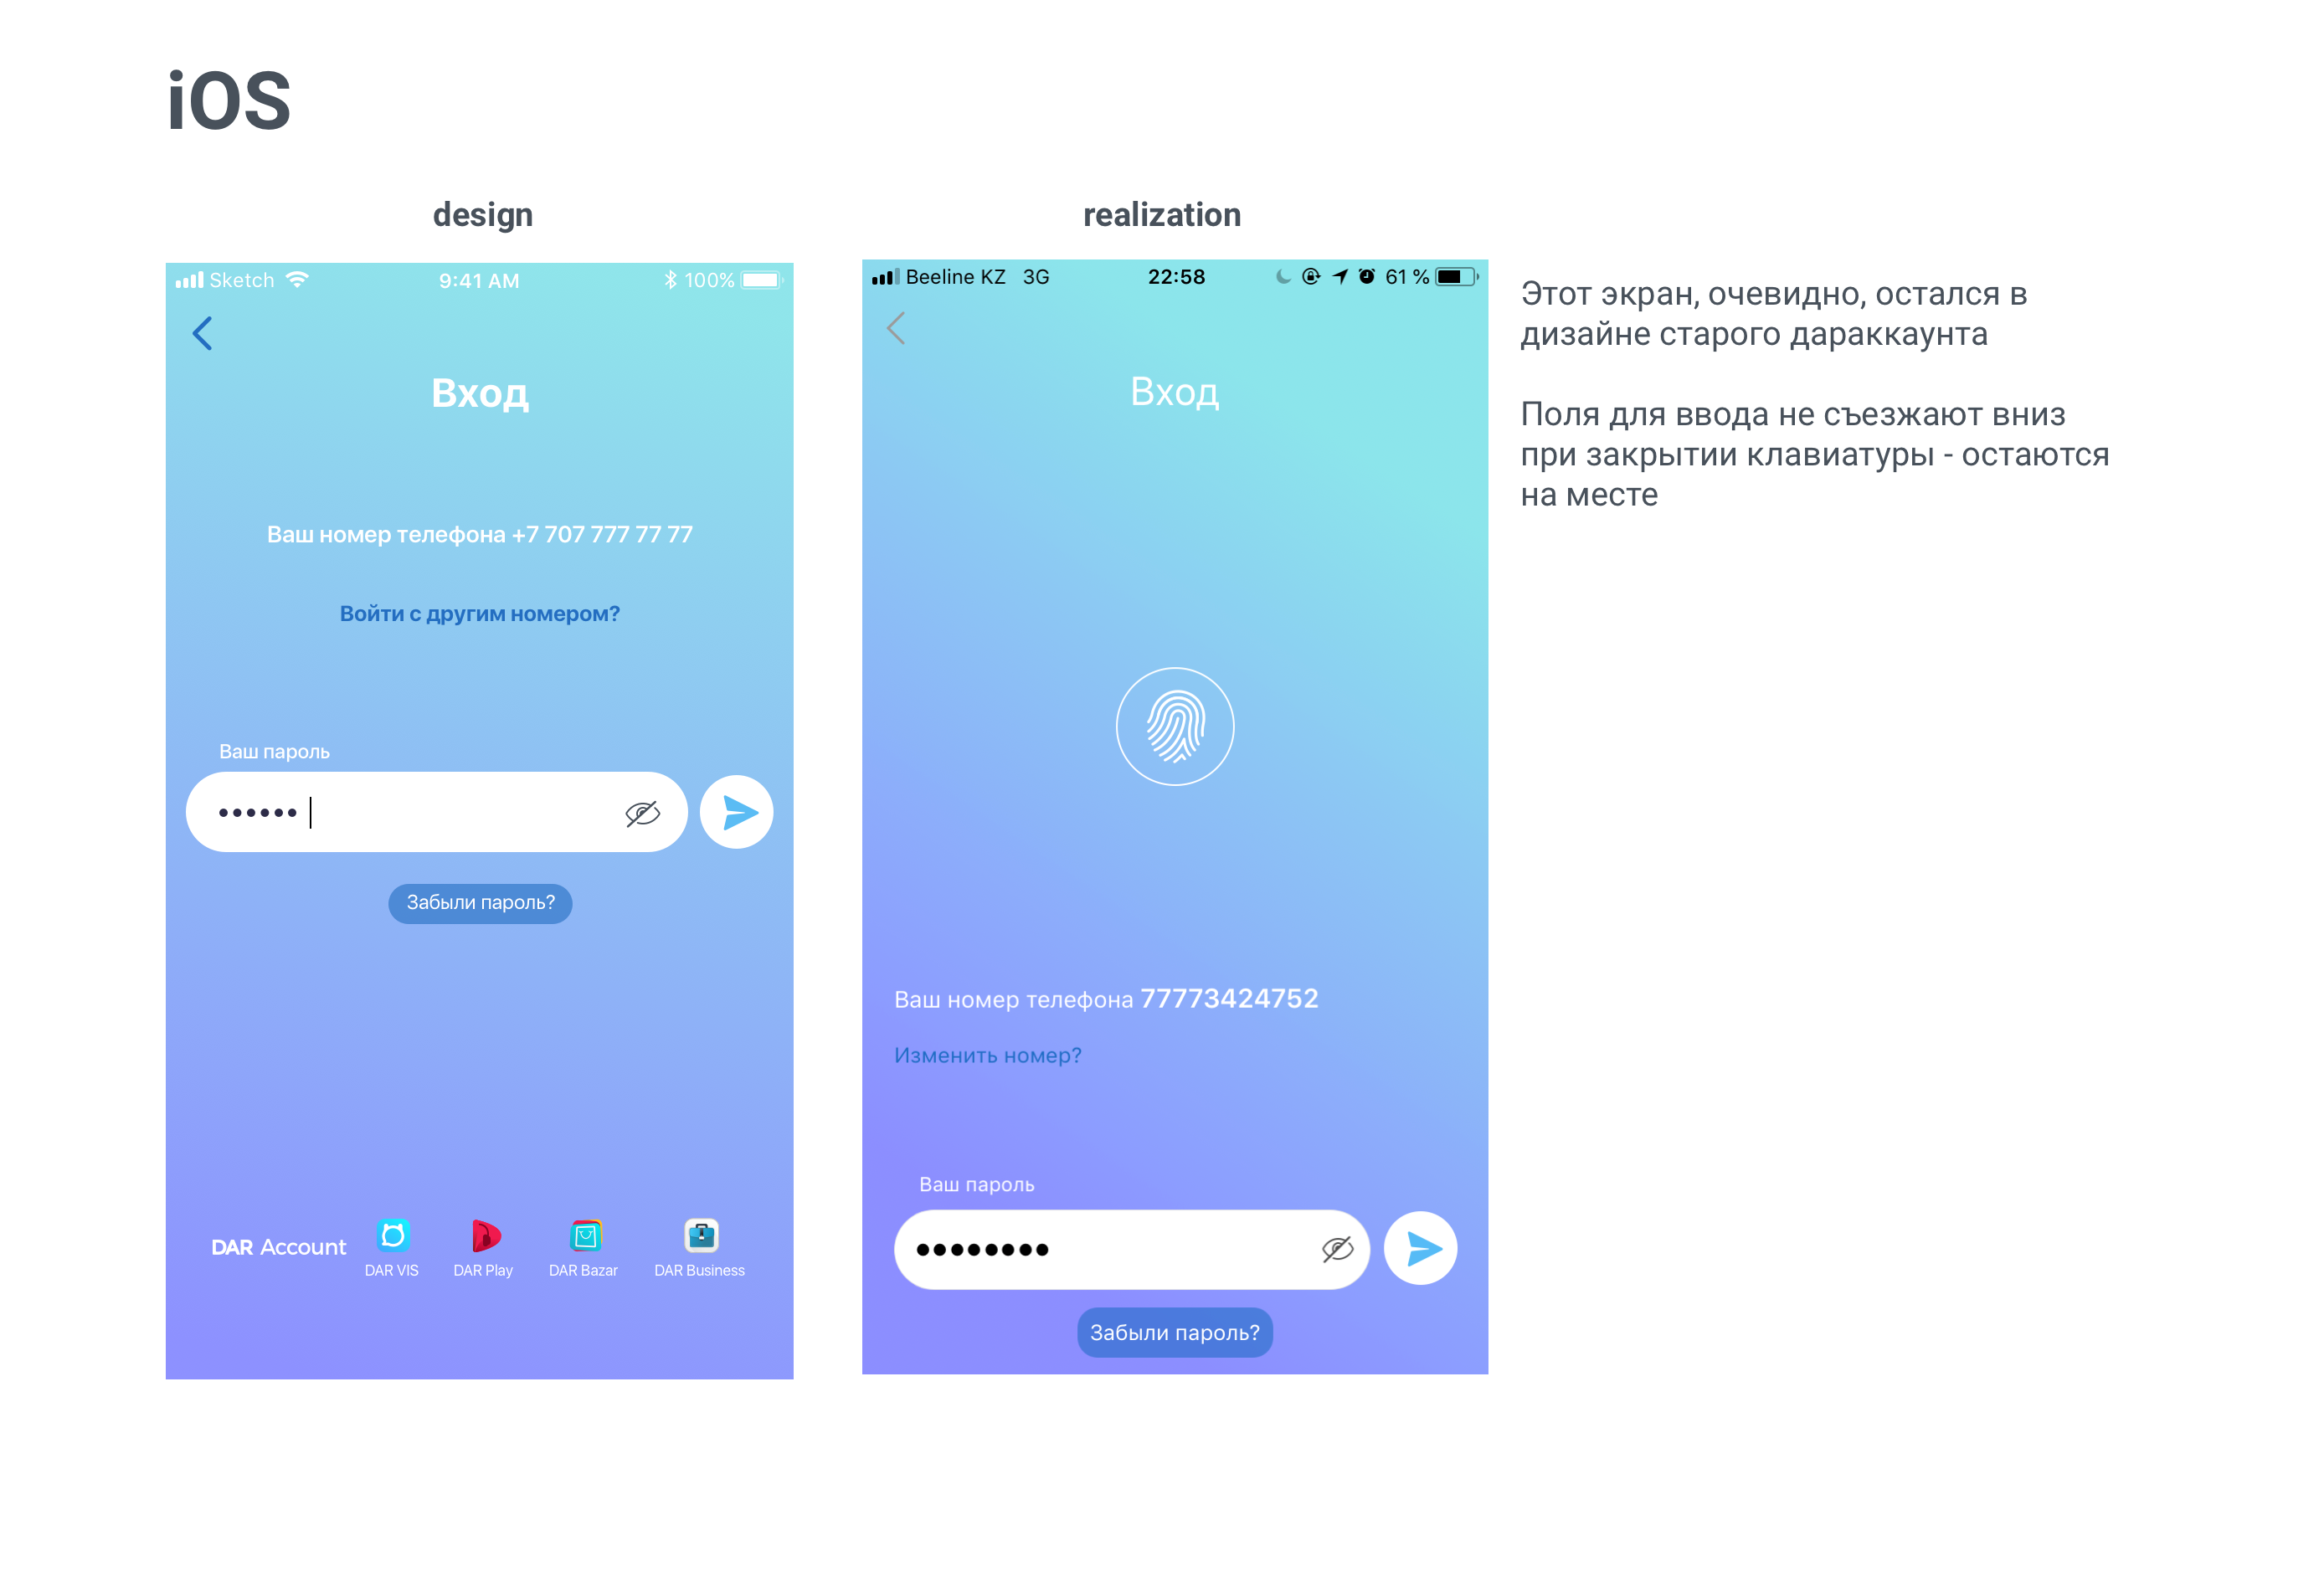 iOS
design
realization
Sketch 9:41 AM 100%
Вход
Ваш номер телефона +7 707 777 77 77
Войти с другим номером?
Ваш пароль
Забыли пароль?
DAR Account
DAR VIS DAR Play DAR Bazar DAR Business
Beeline KZ 3G 22:58 61 %
Вход
Ваш номер телефона 77773424752
Изменить номер?
Ваш пароль
Забыли пароль?
Этот экран, очевидно, остался в
дизайне старого дараккаунта
Поля для ввода не съезжают вниз
при закрытии клавиатуры - остаются
на месте